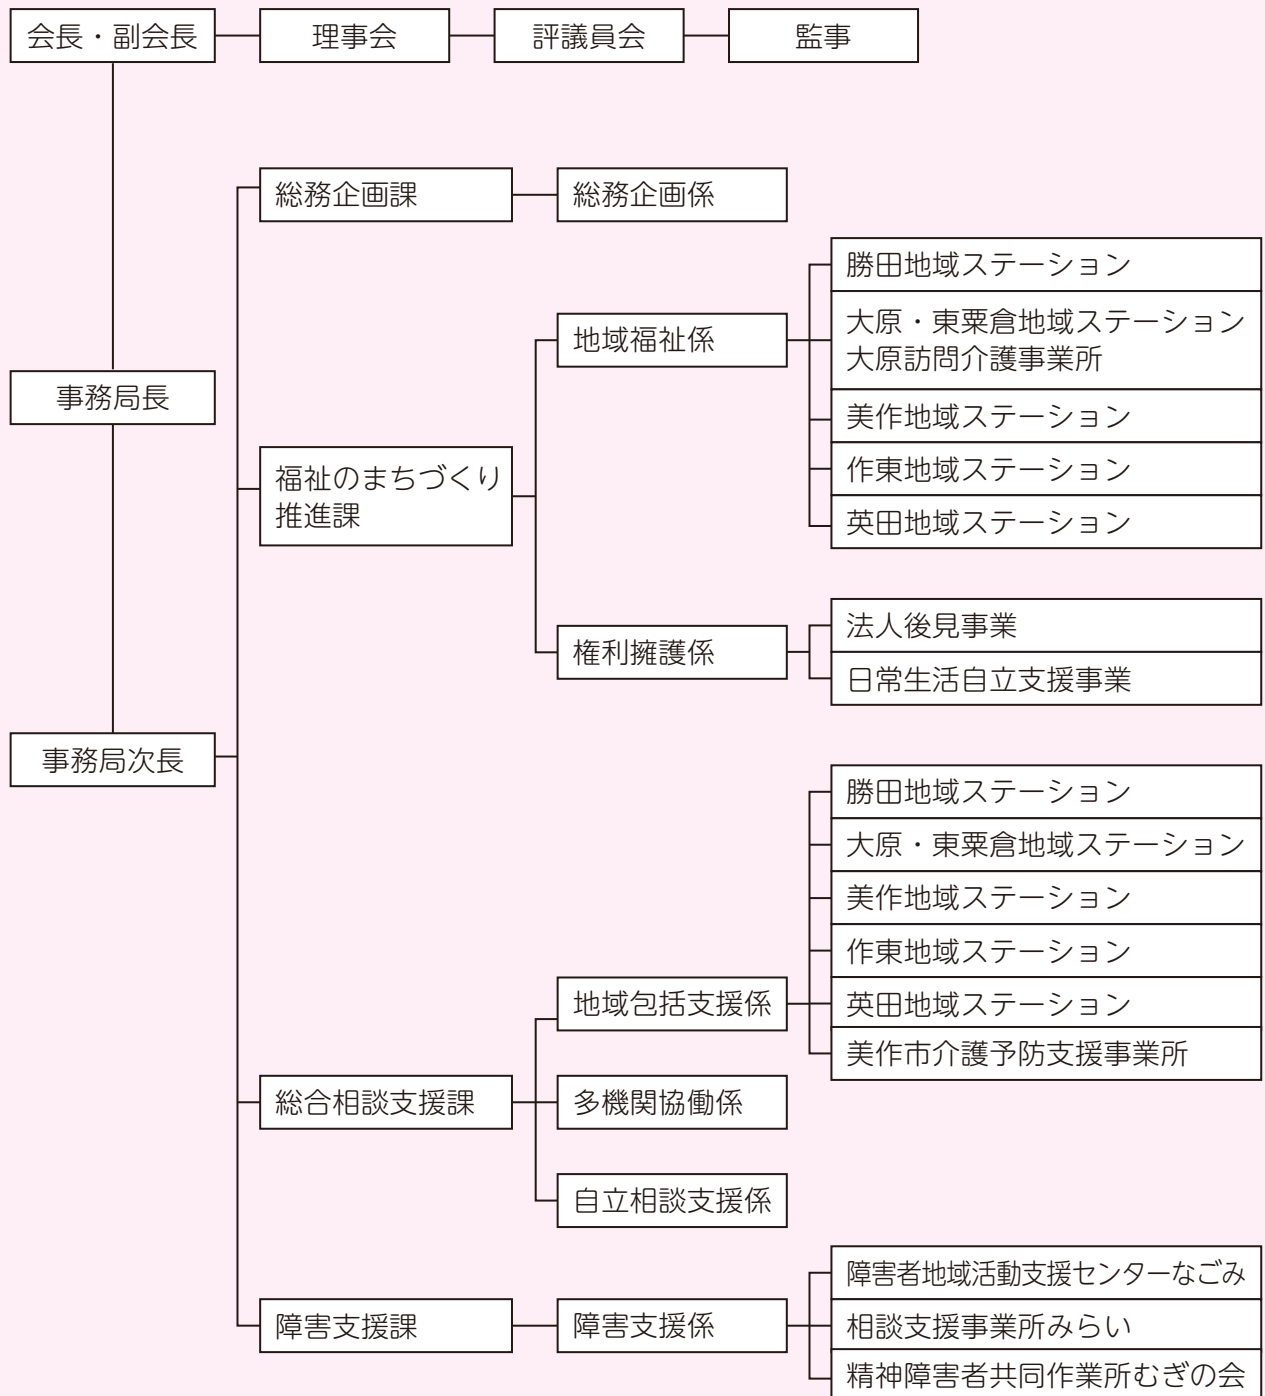 会長・副会長
理事会
評議員会
監事
総務企画課
総務企画係
勝田地域ステーション
地域福祉係
大原・東粟倉地域ステーション
大原訪問介護事業所
事務局長
美作地域ステーション
福祉のまちづくり
推進課
作東地域ステーション
英田地域ステーション
権利擁護係
法人後見事業
日常生活自立支援事業
事務局次長
勝田地域ステーション
大原・東粟倉地域ステーション
美作地域ステーション
作東地域ステーション
地域包括支援係
英田地域ステーション
美作市介護予防支援事業所
総合相談支援課
多機関協働係
自立相談支援係
障害者地域活動支援センターなごみ
障害支援課
障害支援係
相談支援事業所みらい
精神障害者共同作業所むぎの会